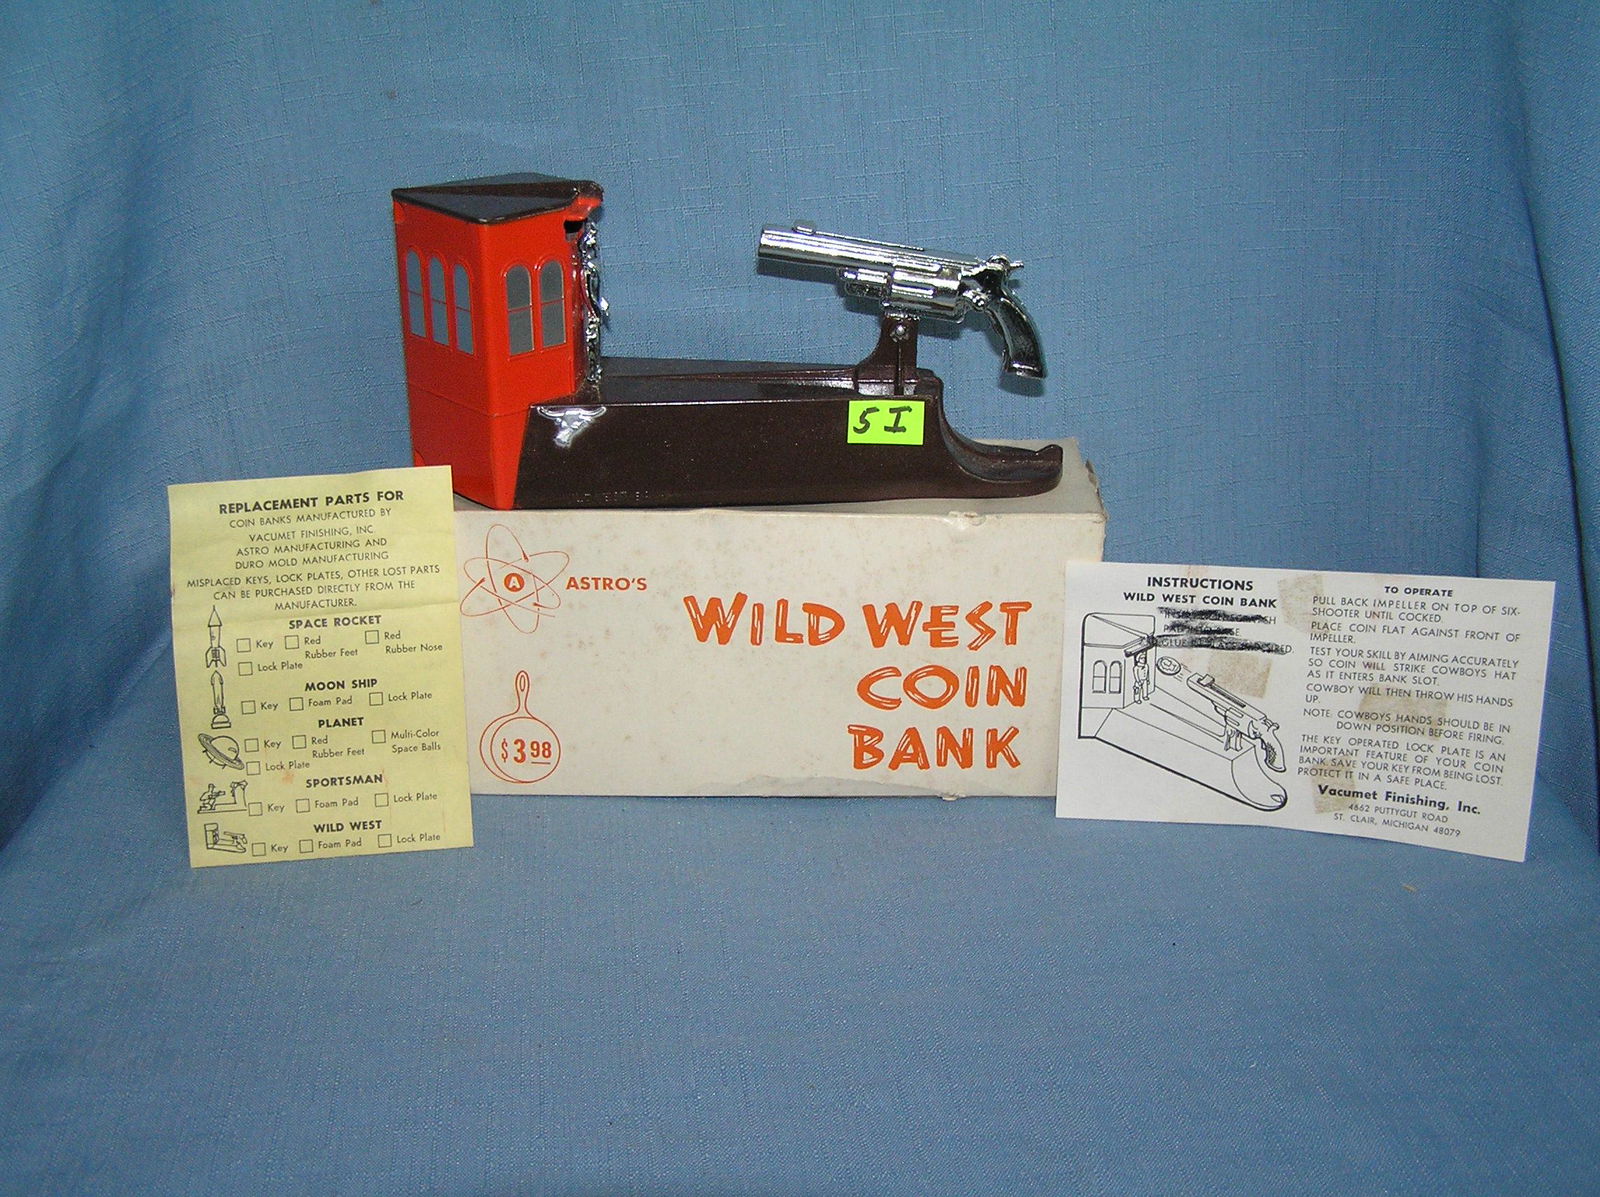 5 I
REPLACEMENT PARTS FOR
COIN BANKS MANUFACTURED BY
VACUMET FINISHING, INC.
ASTRO MANUFACTURING AND
DURO MOLD MANUFACTURING
MISPLACED KEYS, LOCK PLATES, OTHER LOST PARTS
CAN BE PURCHASED DIRECTLY FROM THE
MANUFACTURER.
SPACE ROCKET
Key Red Rubber Feet Red Rubber Nose
Lock Plate
MOON SHIP
Key Foam Pad Lock Plate
PLANET
Key Red Rubber Feet Multi-Color Space Balls
Lock Plate
SPORTSMAN
Key Foam Pad Lock Plate
WILD WEST
Key Foam Pad Lock Plate
A
ASTRO'S
WILD WEST
COIN
BANK
$3.98
INSTRUCTIONS
WILD WEST COIN BANK
TO OPERATE
PULL BACK IMPELLER ON TOP OF SIX-
SHOOTER UNTIL COCKED.
PLACE COIN FLAT AGAINST FRONT OF
IMPELLER.
TEST YOUR SKILL BY AIMING ACCURATELY
SO COIN WILL STRIKE COWBOYS HAT
AS IT ENTERS BANK SLOT.
COWBOY WILL THEN THROW HIS HANDS
UP.
NOTE: COWBOYS HANDS SHOULD BE IN
DOWN POSITION BEFORE FIRING.
THE KEY OPERATED LOCK PLATE IS AN
IMPORTANT FEATURE OF YOUR COIN
BANK. SAVE YOUR KEY FROM BEING LOST.
PROTECT IT IN A SAFE PLACE.
Vacumet Finishing, Inc.
4862 PUTTYGUT ROAD
ST. CLAIR, MICHIGAN 48079